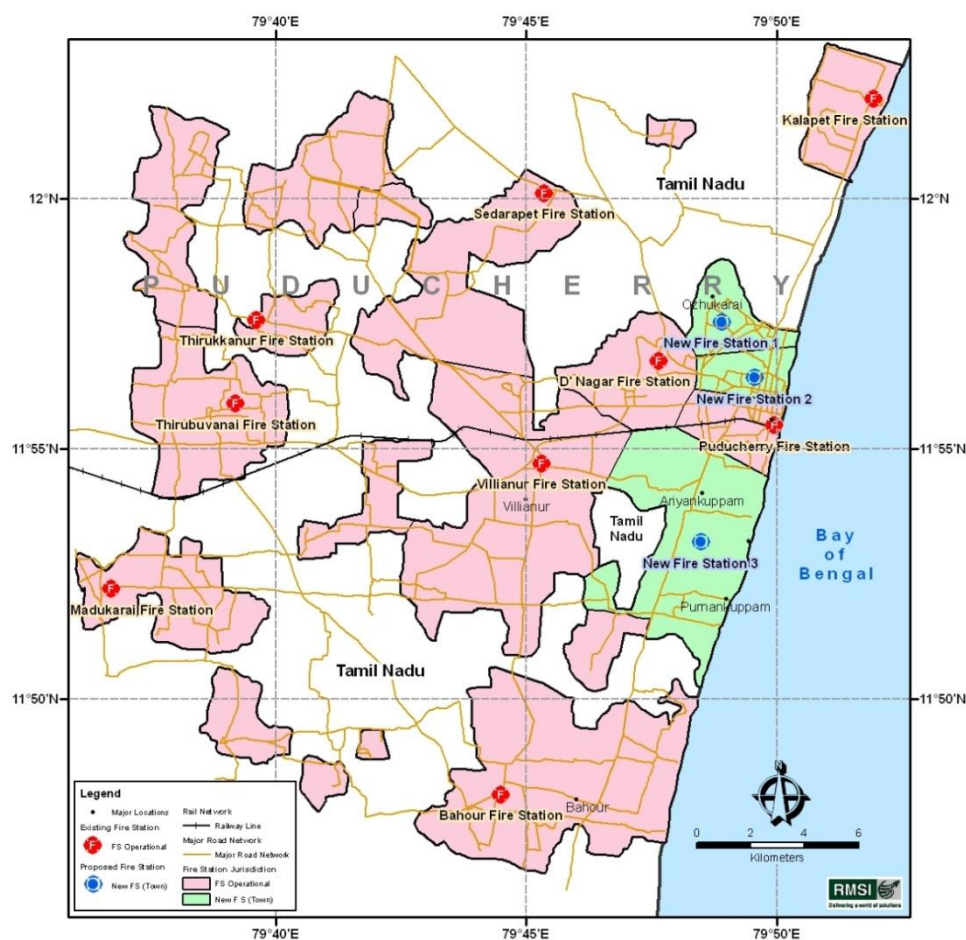 79°40'E 79°45'E 79°50'E
Kalapet Fire Station
Tamil Nadu
12°N 12°N
Sedarapet Fire Station
P U D U C H E R R Y
Ozhukarai
Thirukkanur Fire Station
New Fire Station 1
D' Nagar Fire Station
New Fire Station 2
Thirubuvanai Fire Station
Puducherry Fire Station
11°55'N 11°55'N
Villianur Fire Station
Villianur
Ariyankuppam
Tamil
Nadu
New Fire Station 3
Bay
of
Bengal
Madukarai Fire Station
Purnankuppam
Tamil Nadu
11°50'N 11°50'N
Bahour Fire Station
Bahour
Legend
Major Locations
Existing Fire Station
F FS Operational
Proposed Fire Station
New FS (Town)
Rail Network
Railway Line
Major Road Network
Major Road Network
Fire Station Jurisdiction
FS Operational
New F S (Town)
N
0 2 4 6
Kilometers
RMSI
Delivering a world of solutions
79°40'E 79°45'E 79°50'E